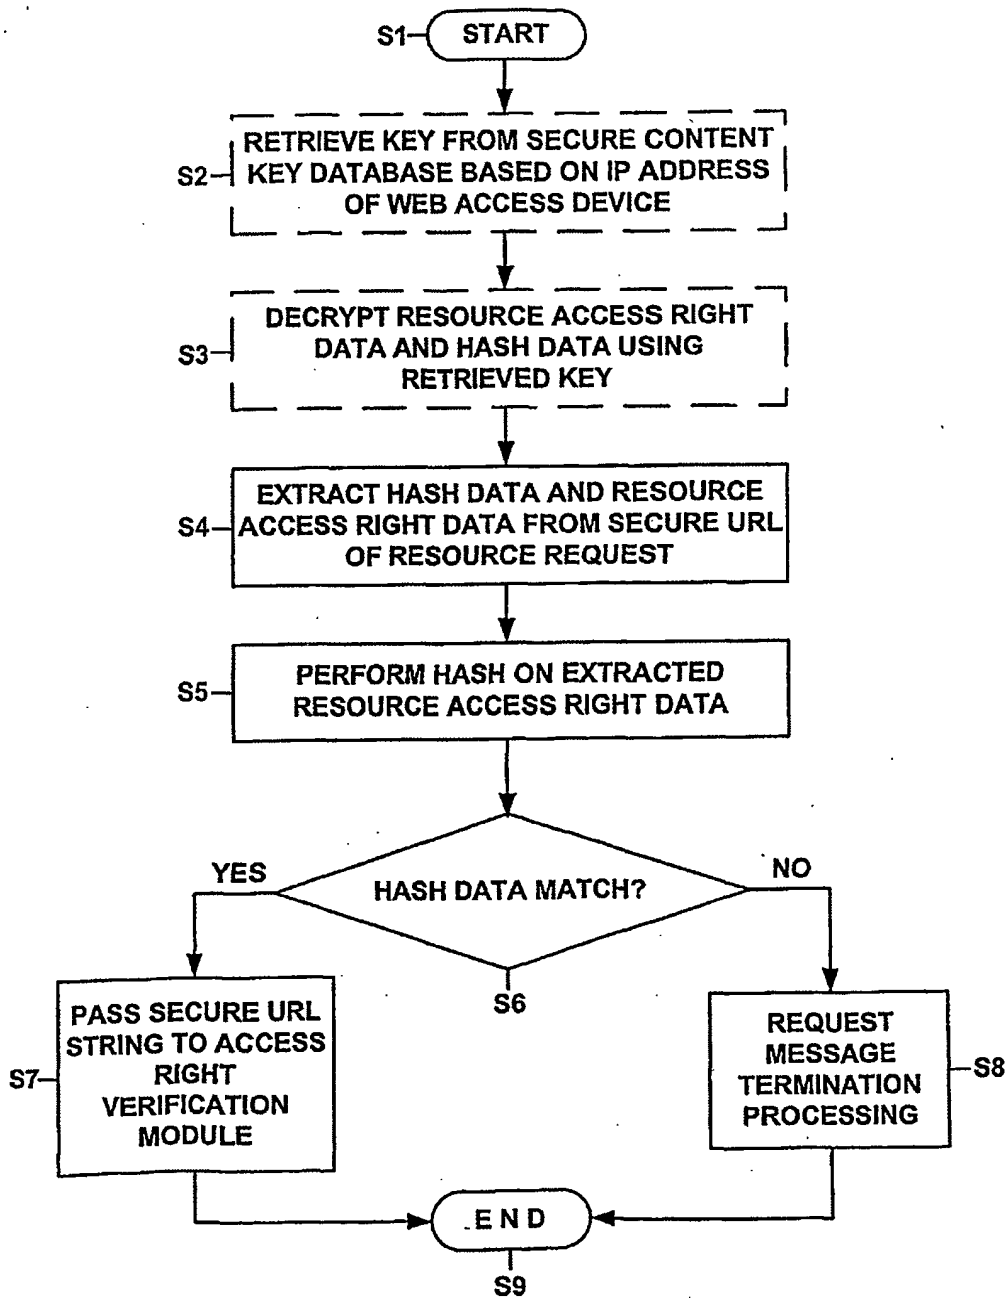 S1
START
S2
RETRIEVE KEY FROM SECURE CONTENT
KEY DATABASE BASED ON IP ADDRESS
OF WEB ACCESS DEVICE
S3
DECRYPT RESOURCE ACCESS RIGHT
DATA AND HASH DATA USING
RETRIEVED KEY
S4
EXTRACT HASH DATA AND RESOURCE
ACCESS RIGHT DATA FROM SECURE URL
OF RESOURCE REQUEST
S5
PERFORM HASH ON EXTRACTED
RESOURCE ACCESS RIGHT DATA
YES
HASH DATA MATCH?
NO
S6
S7
PASS SECURE URL
STRING TO ACCESS
RIGHT
VERIFICATION
MODULE
REQUEST
MESSAGE
TERMINATION
PROCESSING
S8
END
S9